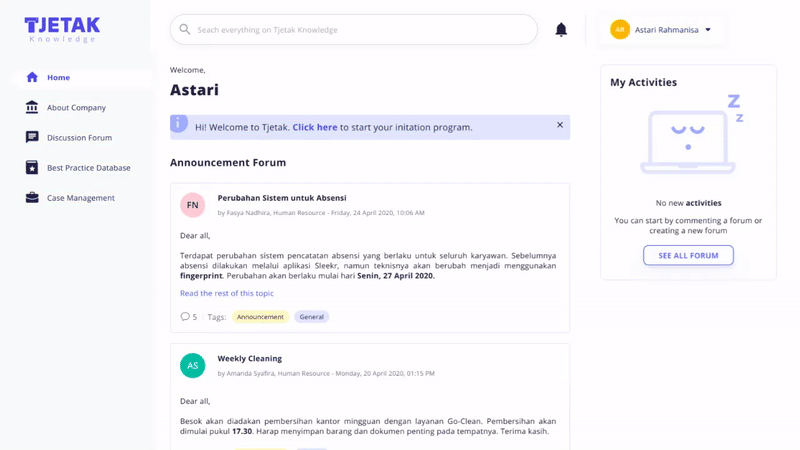 TJETAK
Knowledge
Seach everything on Tjetak Knowledge
AR
Astari Rahmanisa
Home
About Company
Discussion Forum
Best Practice Database
Case Management
Welcome,
Astari
i
Hi! Welcome to Tjetak. Click here to start your initation program.
Announcement Forum
FN
Perubahan Sistem untuk Absensi
by Fasya Nadhira, Human Resource - Friday, 24 April 2020, 10:06 AM
Dear all,
Terdapat perubahan sistem pencatatan absensi yang berlaku untuk seluruh karyawan. Sebelumnya
absensi dilakukan melalui aplikasi Sleekr, namun teknisnya akan berubah menjadi menggunakan
fingerprint. Perubahan akan berlaku mulai hari Senin, 27 April 2020.
Read the rest of this topic
5
Tags:
Announcement
General
AS
Weekly Cleaning
by Amanda Syafira, Human Resource - Monday, 20 April 2020, 01:15 PM
Dear all,
Besok akan diadakan pembersihan kantor mingguan dengan layanan Go-Clean. Pembersihan akan
dimulai pukul 17.30. Harap menyimpan barang dan dokumen penting pada tempatnya. Terima kasih.
My Activities
Z
Z
No new activities
You can start by commenting a forum or
creating a new forum
SEE ALL FORUM